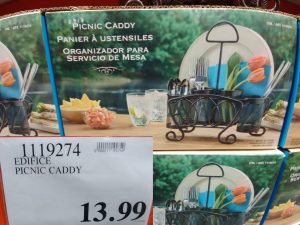 PICNIC CADDY
PANIER À USTENSILES
ORGANIZADOR PARA
SERVICIO DE MESA
1119274
EDIFICE
PICNIC CADDY
13.99